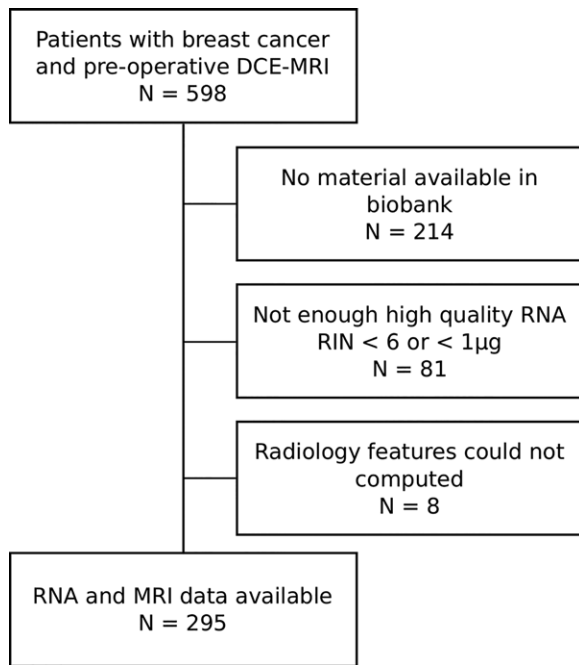 Patients with breast cancer
and pre-operative DCE-MRI
N = 598
No material available in
biobank
N = 214
Not enough high quality RNA
RIN < 6 or < 1µg
N = 81
Radiology features could not
computed
N = 8
RNA and MRI data available
N = 295